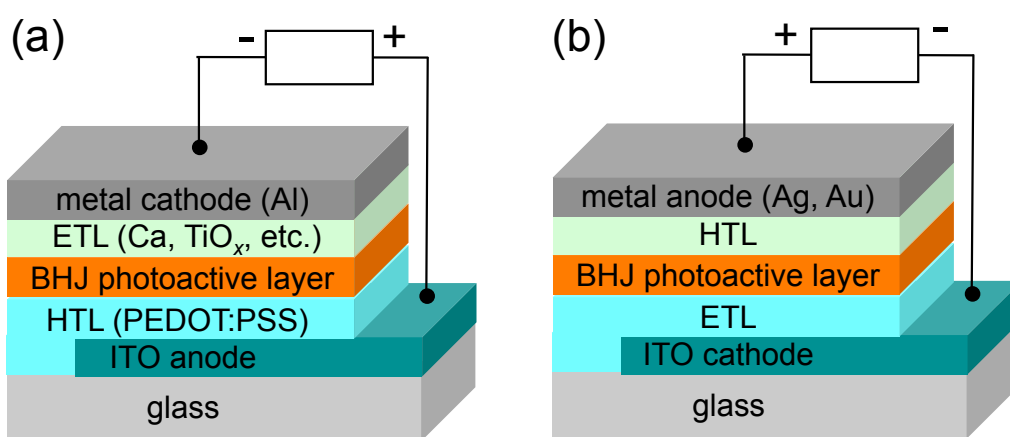 (a)
- +
metal cathode (Al)
ETL (Ca, TiOx, etc.)
BHJ photoactive layer
HTL (PEDOT:PSS)
ITO anode
glass
(b)
+ -
metal anode (Ag, Au)
HTL
BHJ photoactive layer
ETL
ITO cathode
glass